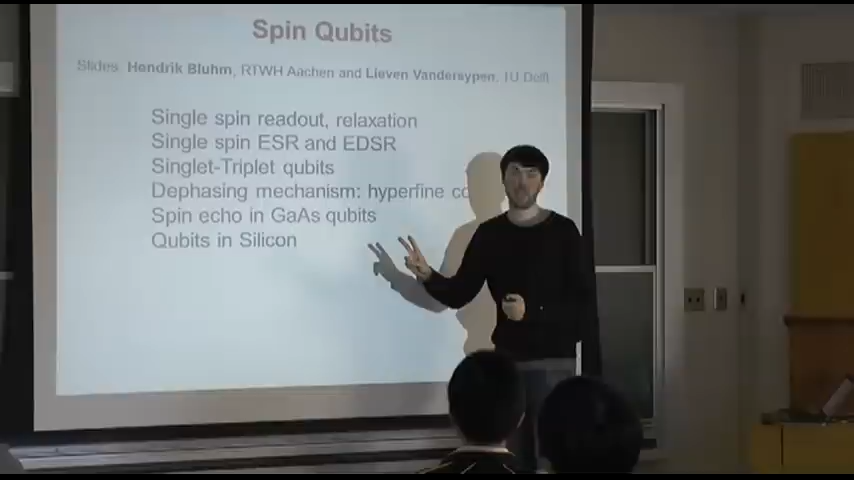 Spin Qubits
Slides: Hendrik Bluhm, RTWH Aachen and Lieven Vandersypen, TU Delft
Single spin readout, relaxation
Single spin ESR and EDSR
Singlet-Triplet qubits
Dephasing mechanism: hyperfine
Spin echo in GaAs qubits
Qubits in Silicon